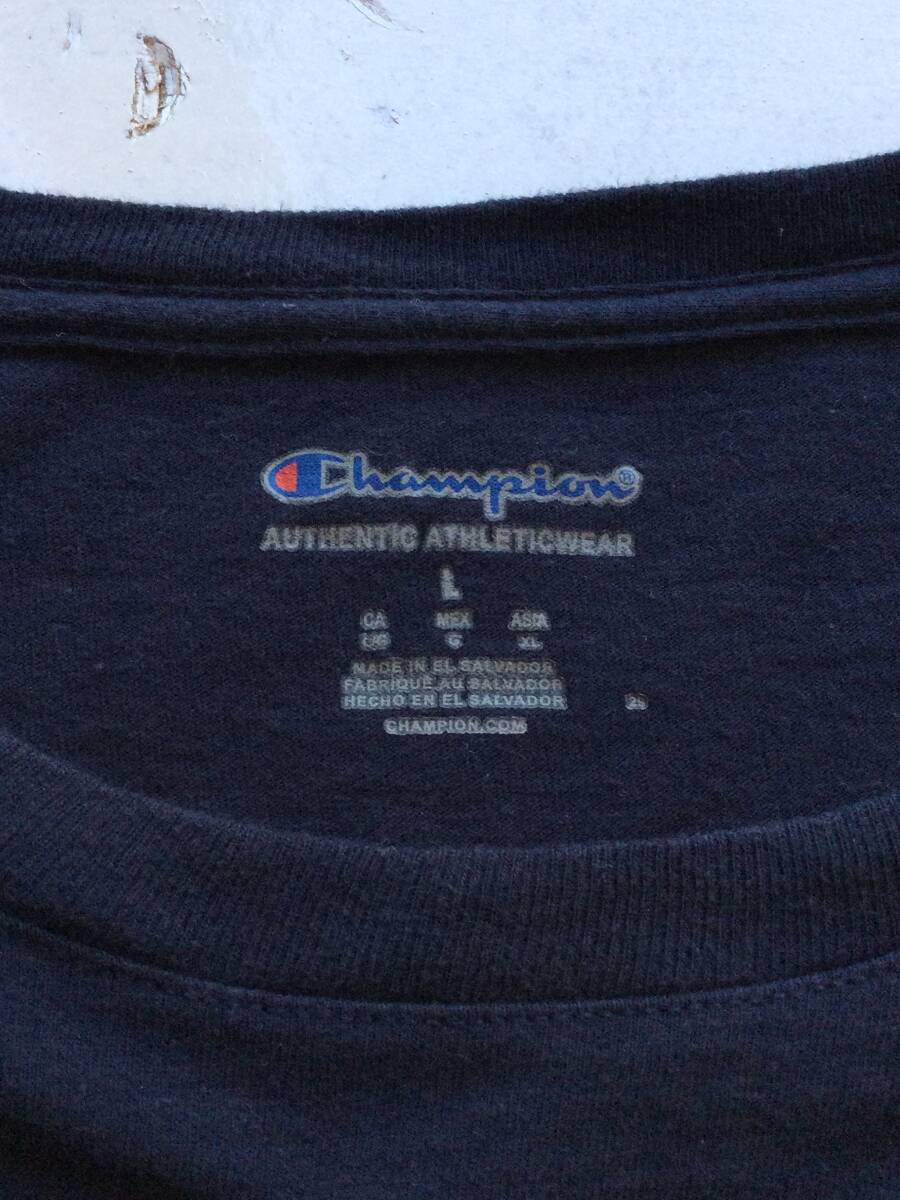 Champion®
AUTHENTIC ATHLETICWEAR
L
CA MEX ASIA
L/G G XL
MADE IN EL SALVADOR
FABRIQUÉ AU SALVADOR
HECHO EN EL SALVADOR
CHAMPION.COM